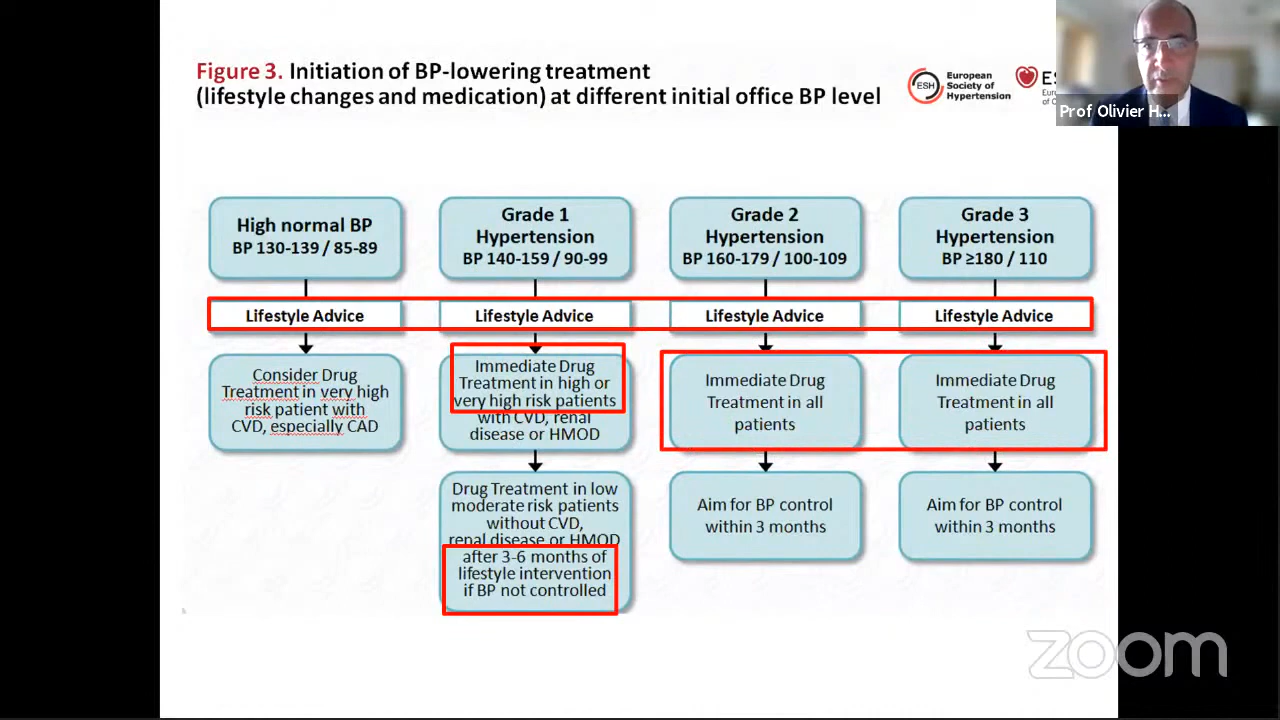 Figure 3. Initiation of BP-lowering treatment
(lifestyle changes and medication) at different initial office BP level
ESH
European
Society of
Hypertension
Prof Olivier H...
High normal BP
BP 130-139 / 85-89
Grade 1
Hypertension
BP 140-159 / 90-99
Grade 2
Hypertension
BP 160-179 / 100-109
Grade 3
Hypertension
BP ≥180 / 110
Lifestyle Advice
Lifestyle Advice
Lifestyle Advice
Lifestyle Advice
Consider Drug
Treatment in very high
risk patient with
CVD, especially CAD
Immediate Drug
Treatment in high or
very high risk patients
with CVD, renal
disease or HMOD
Immediate Drug
Treatment in all
patients
Immediate Drug
Treatment in all
patients
Drug Treatment in low
moderate risk patients
without CVD,
renal disease or HMOD
after 3-6 months of
lifestyle intervention
if BP not controlled
Aim for BP control
within 3 months
Aim for BP control
within 3 months
zoom